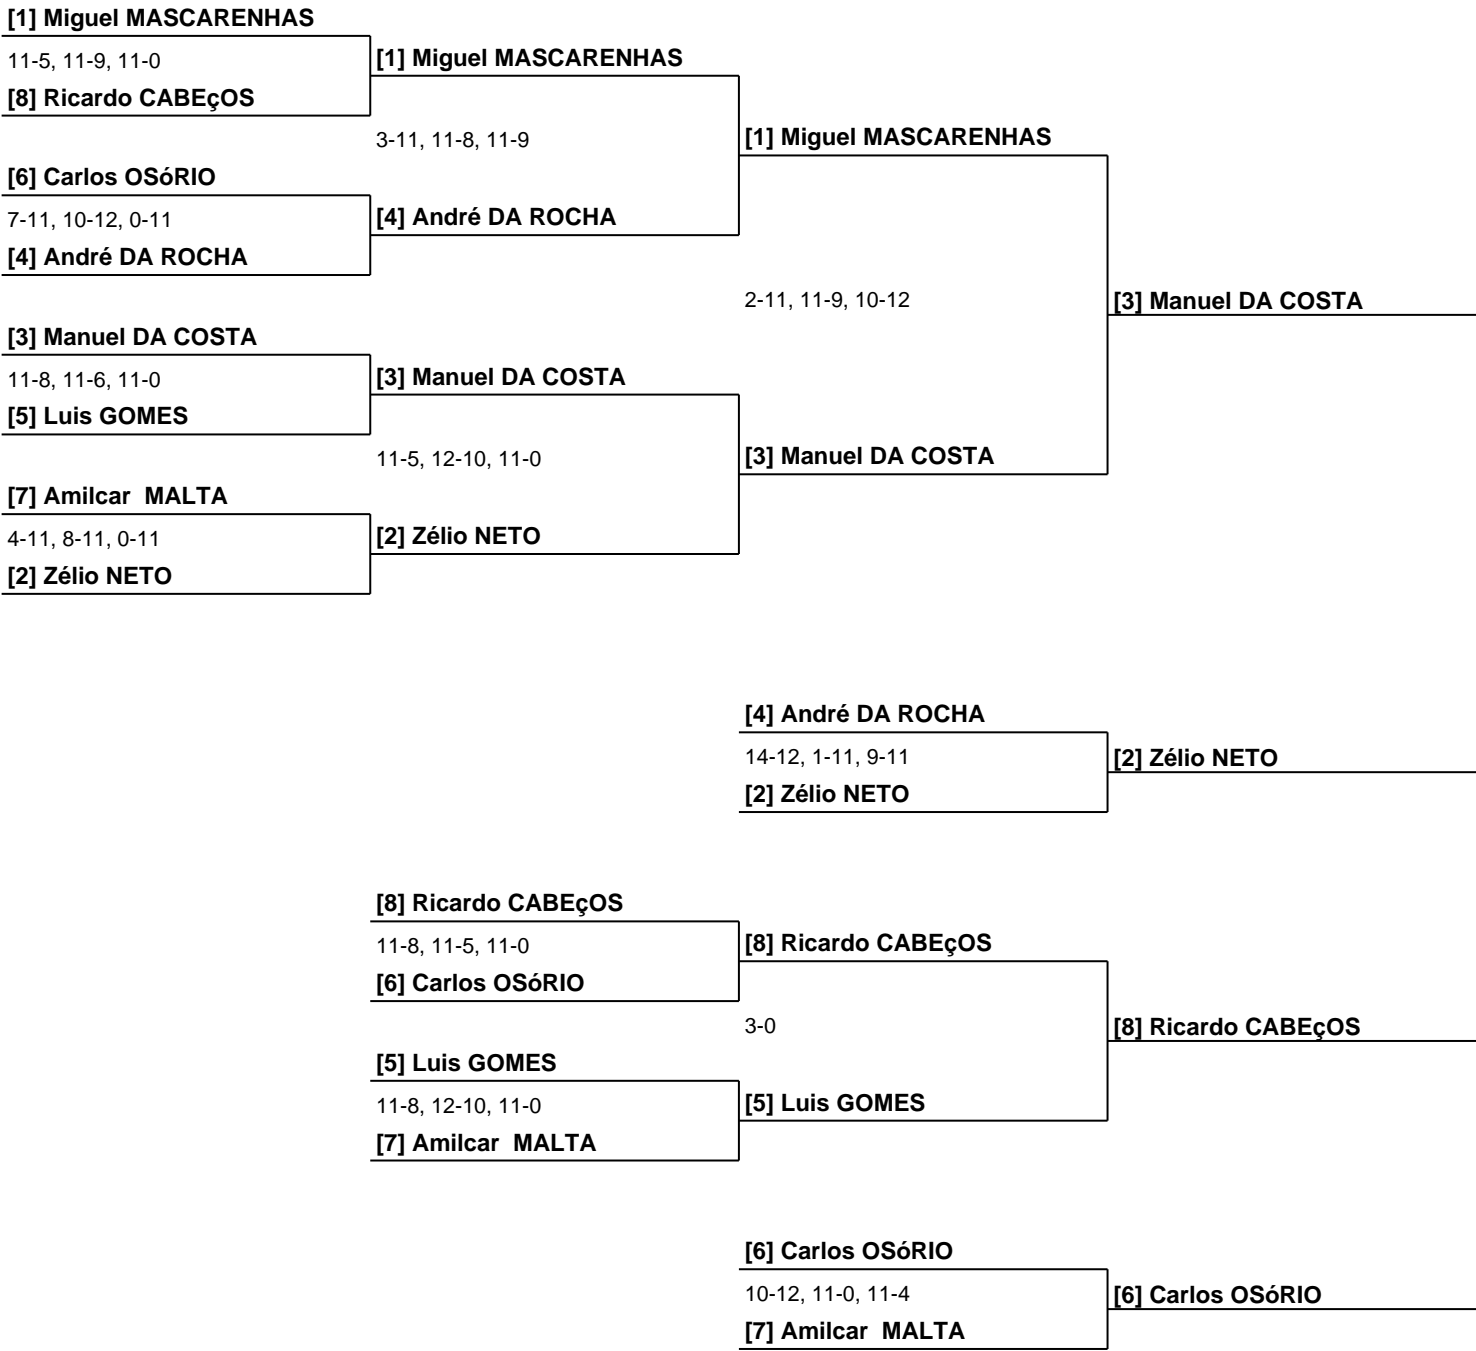 [1] Miguel MASCARENHAS
11-5, 11-9, 11-0
[1] Miguel MASCARENHAS
[8] Ricardo CABEçOS
3-11, 11-8, 11-9
[1] Miguel MASCARENHAS
[6] Carlos OSóRIO
7-11, 10-12, 0-11
[4] André DA ROCHA
[4] André DA ROCHA
2-11, 11-9, 10-12
[3] Manuel DA COSTA
[3] Manuel DA COSTA
11-8, 11-6, 11-0
[3] Manuel DA COSTA
[5] Luis GOMES
11-5, 12-10, 11-0
[3] Manuel DA COSTA
[7] Amilcar  MALTA
4-11, 8-11, 0-11
[2] Zélio NETO
[2] Zélio NETO
[4] André DA ROCHA
14-12, 1-11, 9-11
[2] Zélio NETO
[2] Zélio NETO
[8] Ricardo CABEçOS
11-8, 11-5, 11-0
[8] Ricardo CABEçOS
[6] Carlos OSóRIO
3-0
[8] Ricardo CABEçOS
[5] Luis GOMES
11-8, 12-10, 11-0
[5] Luis GOMES
[7] Amilcar  MALTA
[6] Carlos OSóRIO
10-12, 11-0, 11-4
[6] Carlos OSóRIO
[7] Amilcar  MALTA